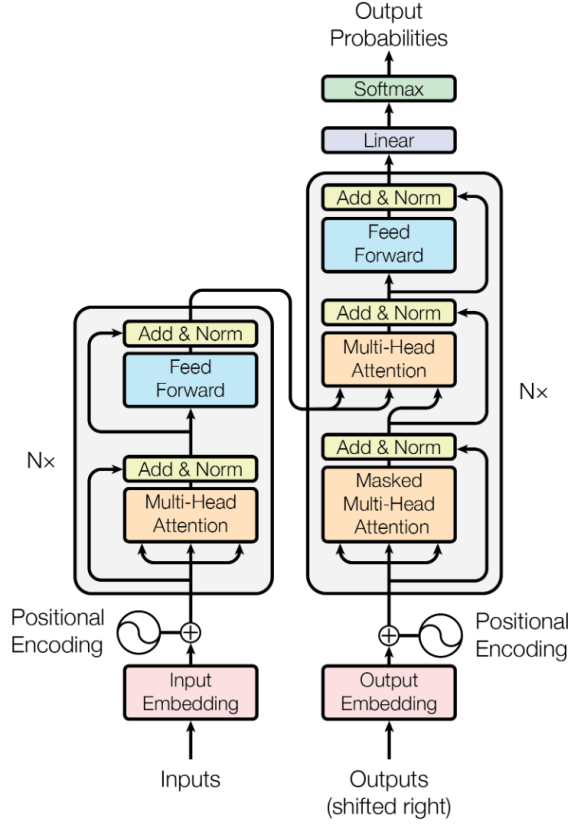 Output
Probabilities
Softmax
Linear
Add & Norm
Feed
Forward
Add & Norm
Multi-Head
Attention
Add & Norm
Masked
Multi-Head
Attention
N×
Add & Norm
Feed
Forward
Add & Norm
Multi-Head
Attention
N×
Positional
Encoding
Positional
Encoding
Input
Embedding
Output
Embedding
Inputs
Outputs
(shifted right)